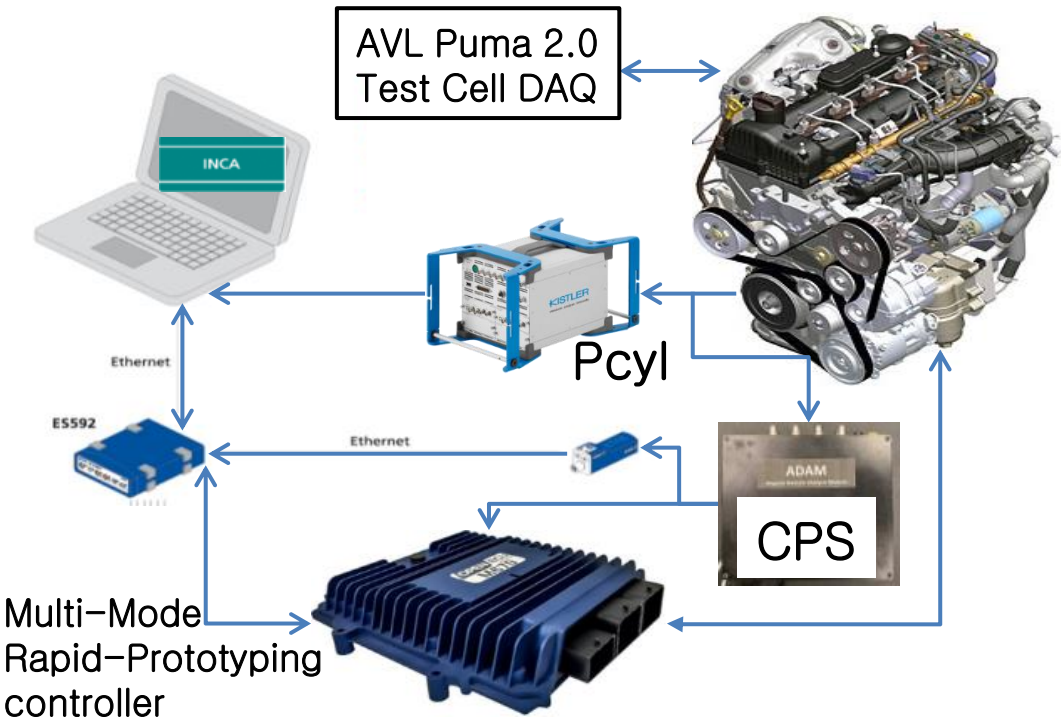 AVL Puma 2.0
Test Cell DAQ
INCA
KISTLER
Pcyl
Ethernet
ES592
Ethernet
ADAM
CPS
Multi-Mode
Rapid-Prototyping
controller